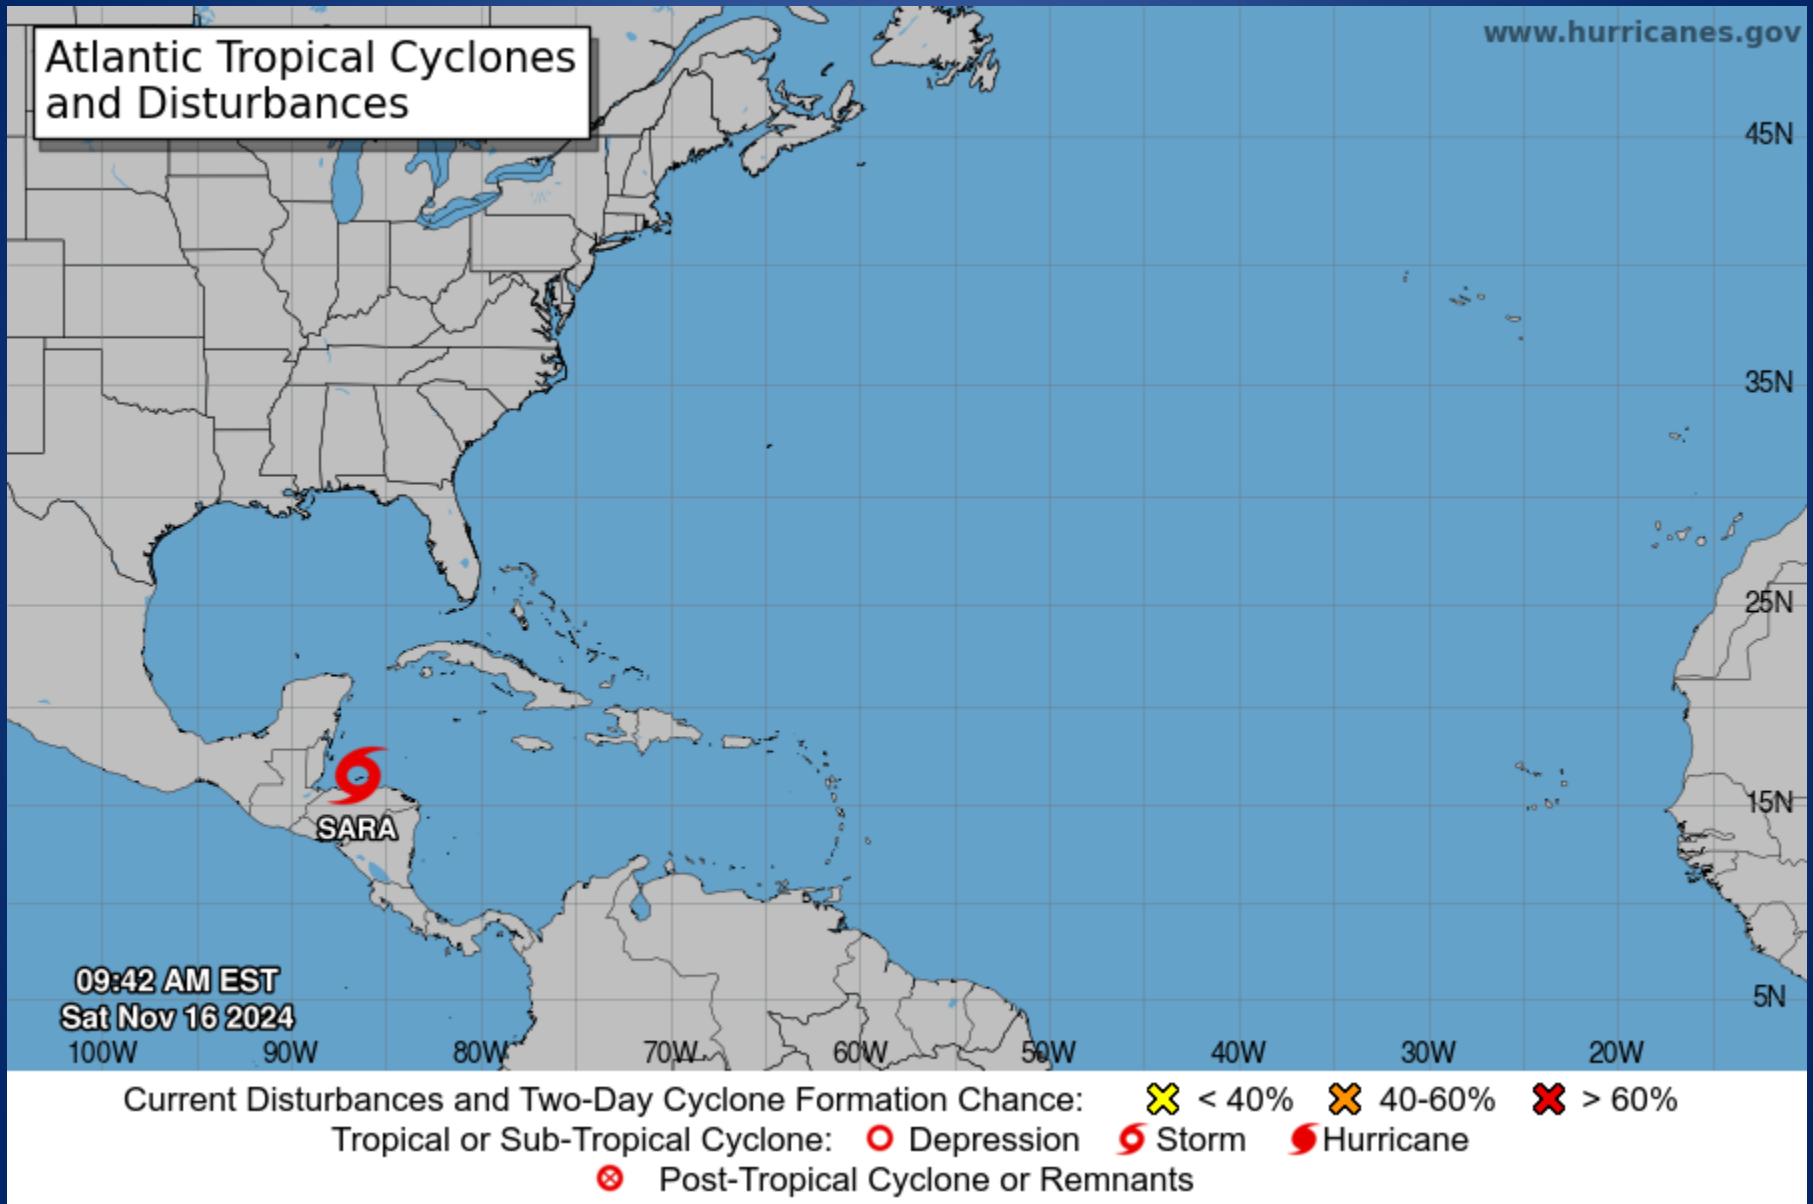 Atlantic Tropical Cyclones
and Disturbances
www.hurricanes.gov
45N
35N
25N
15N
5N
SARA
09:42 AM EST
Sat Nov 16 2024
100W 90W 80W 70W 60W 50W 40W 30W 20W
Current Disturbances and Two-Day Cyclone Formation Chance: < 40% 40-60% > 60%
Tropical or Sub-Tropical Cyclone: Depression Storm Hurricane
Post-Tropical Cyclone or Remnants